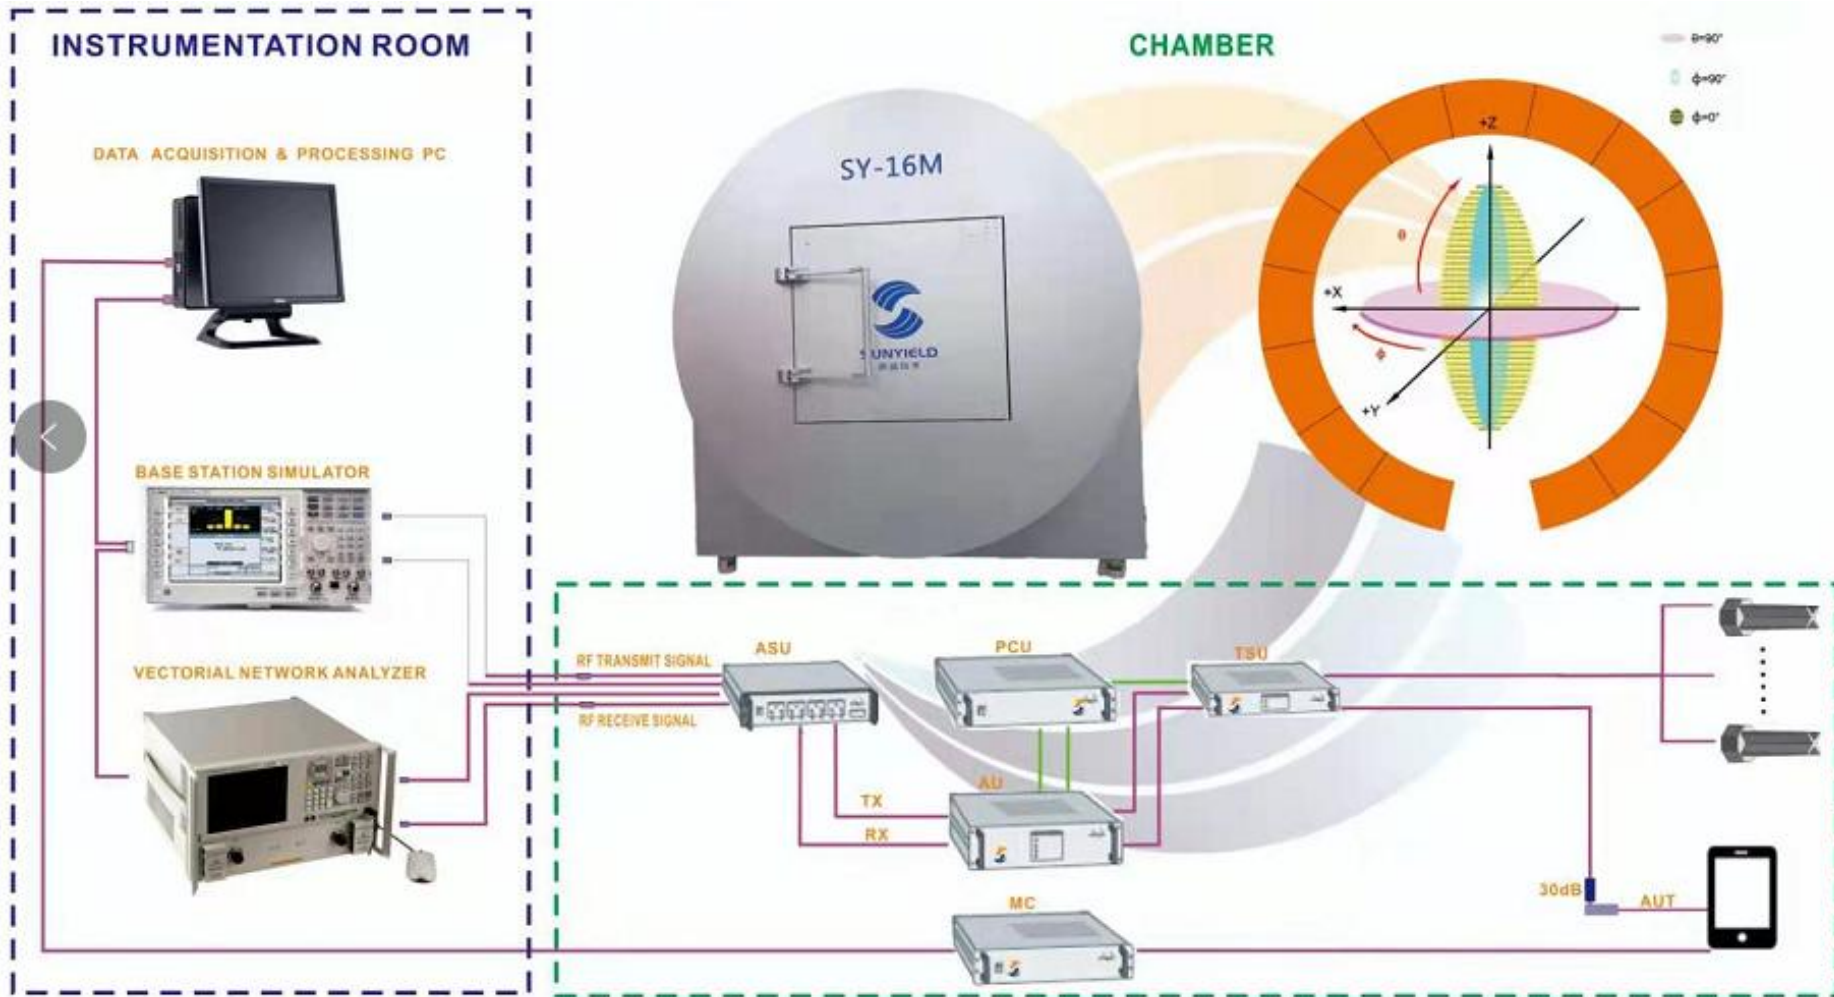 INSTRUMENTATION ROOM
DATA ACQUISITION & PROCESSING PC
BASE STATION SIMULATOR
VECTORIAL NETWORK ANALYZER
CHAMBER
SY-16M
SUNYIELD
θ=90°
ϕ=90°
ϕ=0°
+Z
θ
+X
ϕ
+Y
RF TRANSMIT SIGNAL
RF RECEIVE SIGNAL
ASU
PCU
TSU
TX
RX
AU
MC
30dB
AUT